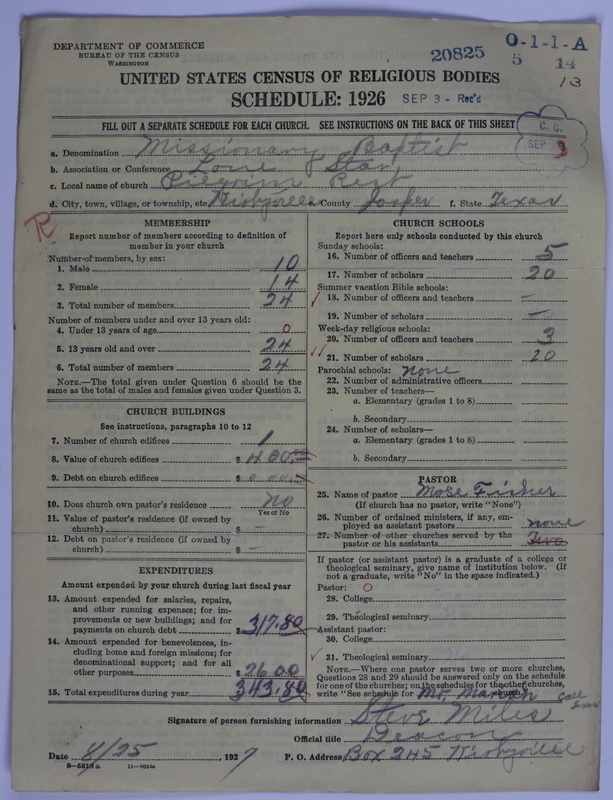 DEPARTMENT OF COMMERCE
BUREAU OF THE CENSUS
WASHINGTON
20825
O-1-1-A
5 14
13
UNITED STATES CENSUS OF RELIGIOUS BODIES
SCHEDULE: 1926
SEP 3 - Rec'd
FILL OUT A SEPARATE SCHEDULE FOR EACH CHURCH. SEE INSTRUCTIONS ON THE BACK OF THIS SHEET
C. C.
SEP 3
a. Denomination Missionary Baptist
b. Association or Conference Lone Star
c. Local name of church Pilgrim Rest
d. City, town, village, or township, etc. Kirbyville e. County Jasper f. State Texas
R
MEMBERSHIP
Report number of members according to definition of
member in your church
Number of members, by sex:
1. Male 10
2. Female 14
3. Total number of members 24
Number of members under and over 13 years old:
4. Under 13 years of age 0
5. 13 years old and over 24
6. Total number of members 24
NOTE.—The total given under Question 6 should be the
same as the total of males and females given under Question 3.
CHURCH BUILDINGS
See instructions, paragraphs 10 to 12
7. Number of church edifices 1
8. Value of church edifices $ 400.
9. Debt on church edifices $
10. Does church own pastor's residence no
Yes or No
11. Value of pastor's residence (if owned by
church) $ —
12. Debt on pastor's residence (if owned by
church) $ —
EXPENDITURES
Amount expended by your church during last fiscal year
13. Amount expended for salaries, repairs,
and other running expenses; for im-
provements or new buildings; and for
payments on church debt $ 317.80
14. Amount expended for benevolences, in-
cluding home and foreign missions; for
denominational support; and for all
other purposes $ 26.00
15. Total expenditures during year $ 343.80
CHURCH SCHOOLS
Report here only schools conducted by this church
Sunday schools:
16. Number of officers and teachers 5
17. Number of scholars 20
Summer vacation Bible schools:
18. Number of officers and teachers —
19. Number of scholars —
Week-day religious schools:
20. Number of officers and teachers 3
21. Number of scholars 20
Parochial schools: none
22. Number of administrative officers
23. Number of teachers—
a. Elementary (grades 1 to 8)
b. Secondary
24. Number of scholars—
a. Elementary (grades 1 to 8)
b. Secondary
PASTOR
25. Name of pastor Mose Fisher
(If church has no pastor, write "None")
26. Number of ordained ministers, if any, em-
ployed as assistant pastors none
27. Number of other churches served by the
pastor or his assistants Two
If pastor (or assistant pastor) is a graduate of a college or
theological seminary, give name of institution below. (If
not a graduate, write "No" in the space indicated.)
Pastor: O
28. College
29. Theological seminary
Assistant pastor:
30. College
31. Theological seminary
NOTE.—Where one pastor serves two or more churches,
Questions 28 and 29 should be answered only on the schedule
for one of the churches; on the schedules for the other churches,
write "See schedule for Mt. church."
Signature of person furnishing information Steve Miles
Official title Deacon
Date 8/25, 1927 P. O. Address Box 245 Kirbyville
8—5513 a 11—9024a